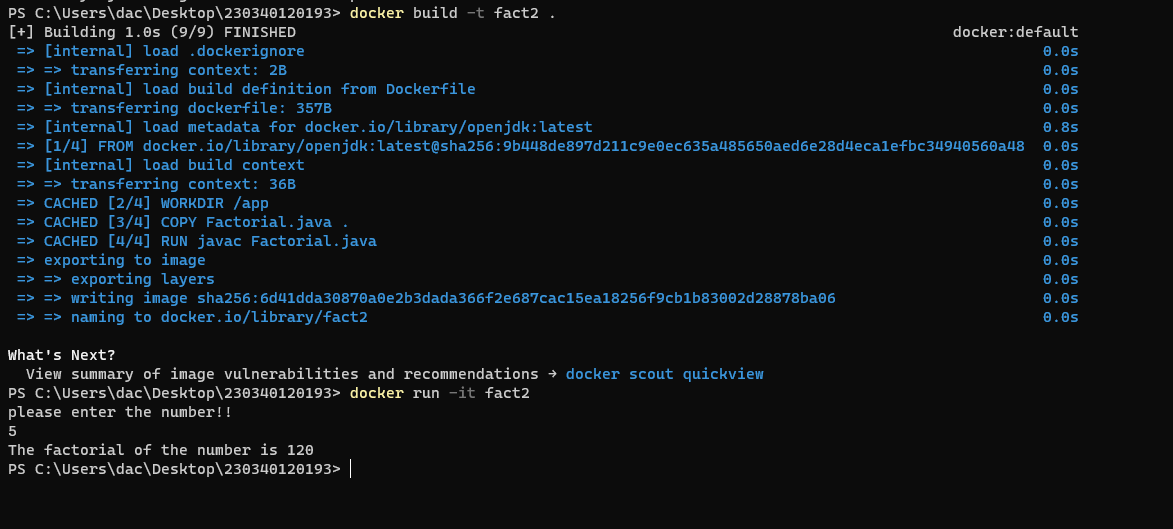 PS C:\Users\dac\Desktop\230340120193> docker build -t fact2 .
[+] Building 1.0s (9/9) FINISHED docker:default
=> [internal] load .dockerignore 0.0s
=> => transferring context: 2B 0.0s
=> [internal] load build definition from Dockerfile 0.0s
=> => transferring dockerfile: 357B 0.0s
=> [internal] load metadata for docker.io/library/openjdk:latest 0.8s
=> [1/4] FROM docker.io/library/openjdk:latest@sha256:9b448de897d211c9e0ec635a485650aed6e28d4eca1efbc34940560a48 0.0s
=> [internal] load build context 0.0s
=> => transferring context: 36B 0.0s
=> CACHED [2/4] WORKDIR /app 0.0s
=> CACHED [3/4] COPY Factorial.java . 0.0s
=> CACHED [4/4] RUN javac Factorial.java 0.0s
=> exporting to image 0.0s
=> => exporting layers 0.0s
=> => writing image sha256:6d41dda30870a0e2b3dada366f2e687cac15ea18256f9cb1b83002d28878ba06 0.0s
=> => naming to docker.io/library/fact2 0.0s
What's Next?
View summary of image vulnerabilities and recommendations → docker scout quickview
PS C:\Users\dac\Desktop\230340120193> docker run -it fact2
please enter the number!!
5
The factorial of the number is 120
PS C:\Users\dac\Desktop\230340120193>